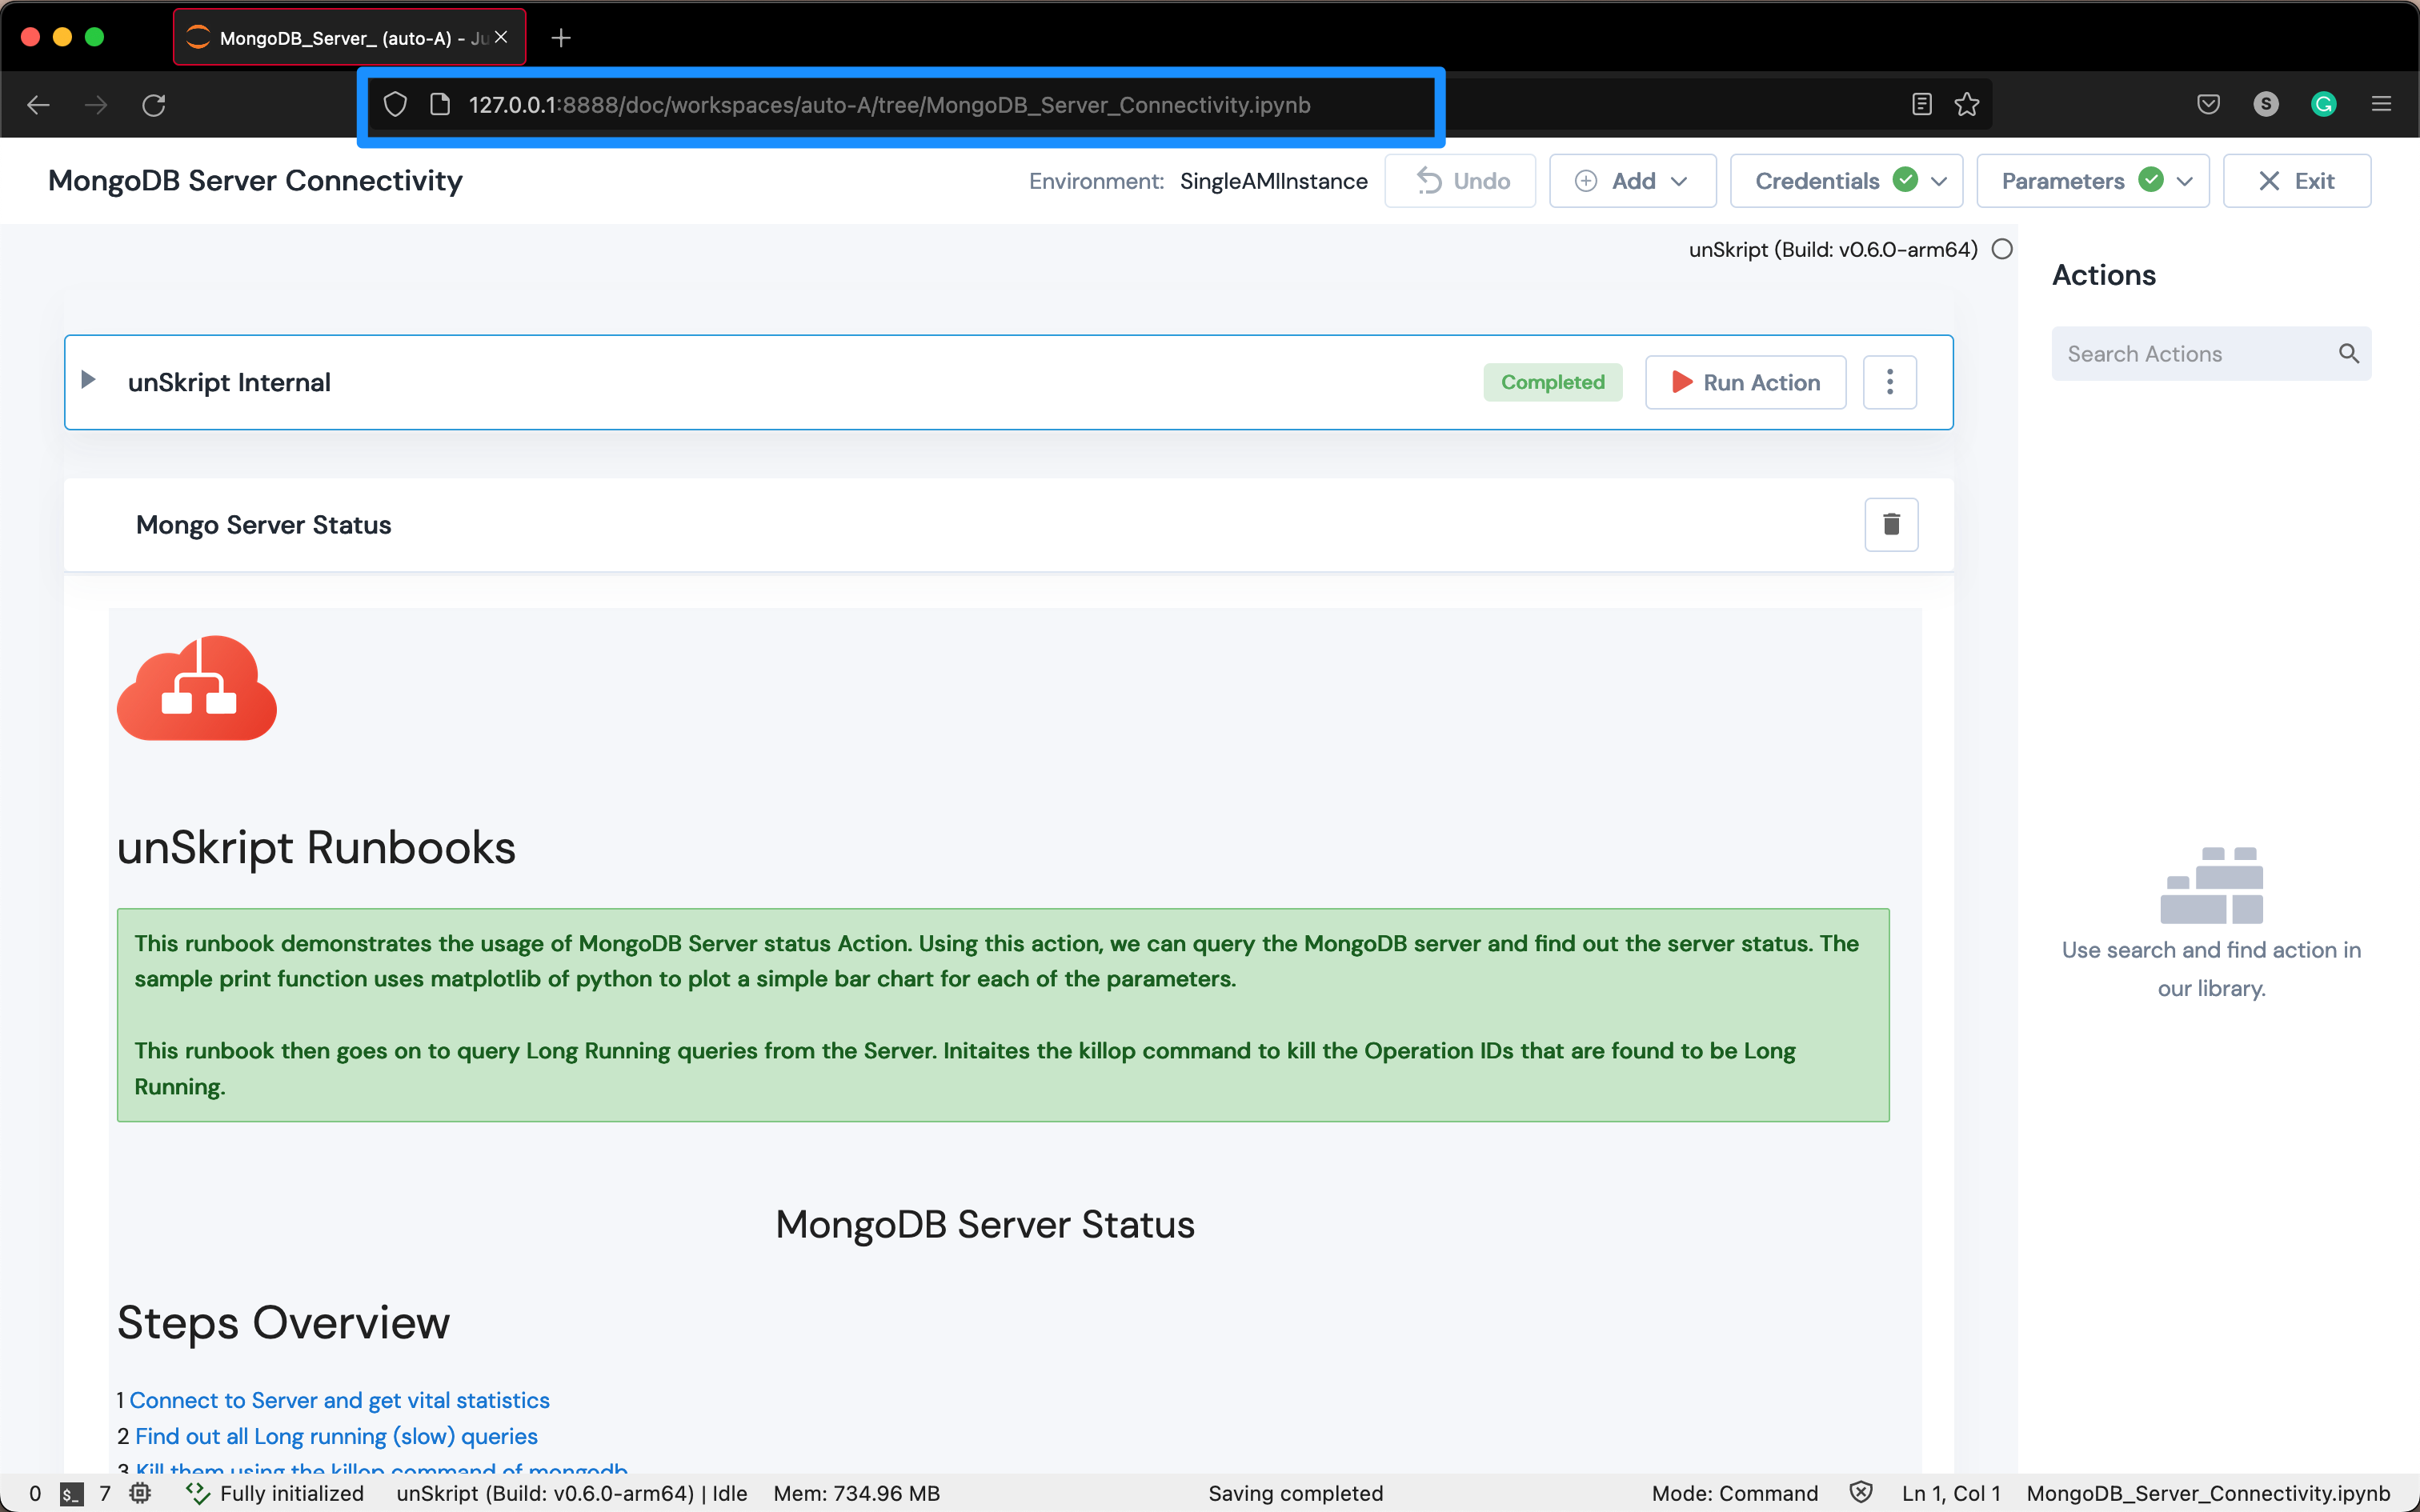 MongoDB_Server_ (auto-A) - Ju
127.0.0.1:8888/doc/workspaces/auto-A/tree/MongoDB_Server_Connectivity.ipynb
S
G
MongoDB Server Connectivity
Environment: SingleAMIInstance
Undo
Add
Credentials
Parameters
Exit
unSkript (Build: v0.6.0-arm64)
Actions
Search Actions
unSkript Internal
Completed
Run Action
Mongo Server Status
unSkript Runbooks
This runbook demonstrates the usage of MongoDB Server status Action. Using this action, we can query the MongoDB server and find out the server status. The
sample print function uses matplotlib of python to plot a simple bar chart for each of the parameters.
This runbook then goes on to query Long Running queries from the Server. Initaites the killop command to kill the Operation IDs that are found to be Long
Running.
Use search and find action in
our library.
MongoDB Server Status
Steps Overview
1 Connect to Server and get vital statistics
2 Find out all Long running (slow) queries
3 Kill them using the killop command of mongodb
0 $_ 7 Fully initialized unSkript (Build: v0.6.0-arm64) | Idle Mem: 734.96 MB Saving completed Mode: Command Ln 1, Col 1 MongoDB_Server_Connectivity.ipynb